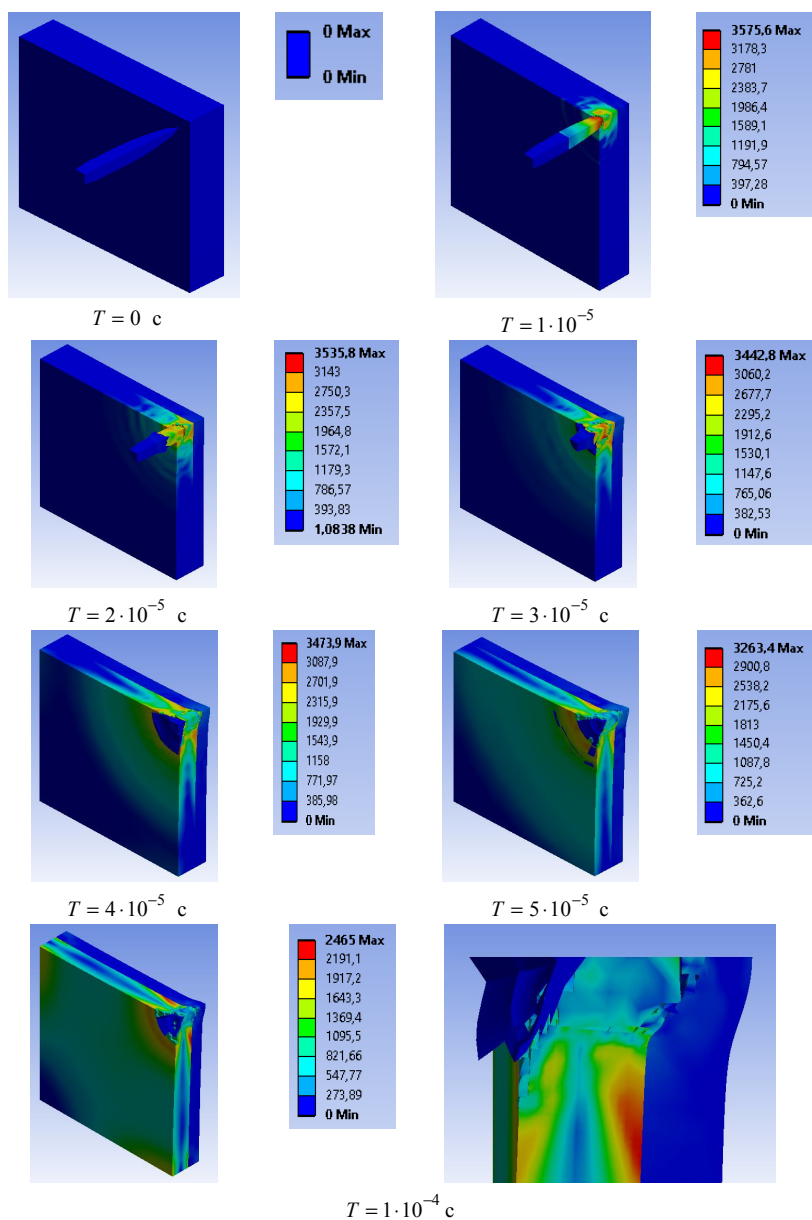 0 Max
0 Min
3575,6 Max
3178,3
2781
2383,7
1986,4
1589,1
1191,9
794,57
397,28
0 Min
T = 0 c
T = 1·10⁻⁵
3535,8 Max
3143
2750,3
2357,5
1964,8
1572,1
1179,3
786,57
393,83
1,0838 Min
3442,8 Max
3060,2
2677,7
2295,2
1912,6
1530,1
1147,6
765,06
382,53
0 Min
T = 2·10⁻⁵ c
T = 3·10⁻⁵ c
3473,9 Max
3087,9
2701,9
2315,9
1929,9
1543,9
1158
771,97
385,98
0 Min
3263,4 Max
2900,8
2538,2
2175,6
1813
1450,4
1087,8
725,2
362,6
0 Min
T = 4·10⁻⁵ c
T = 5·10⁻⁵ c
2465 Max
2191,1
1917,2
1643,3
1369,4
1095,5
821,66
547,77
273,89
0 Min
T = 1·10⁻⁴ c